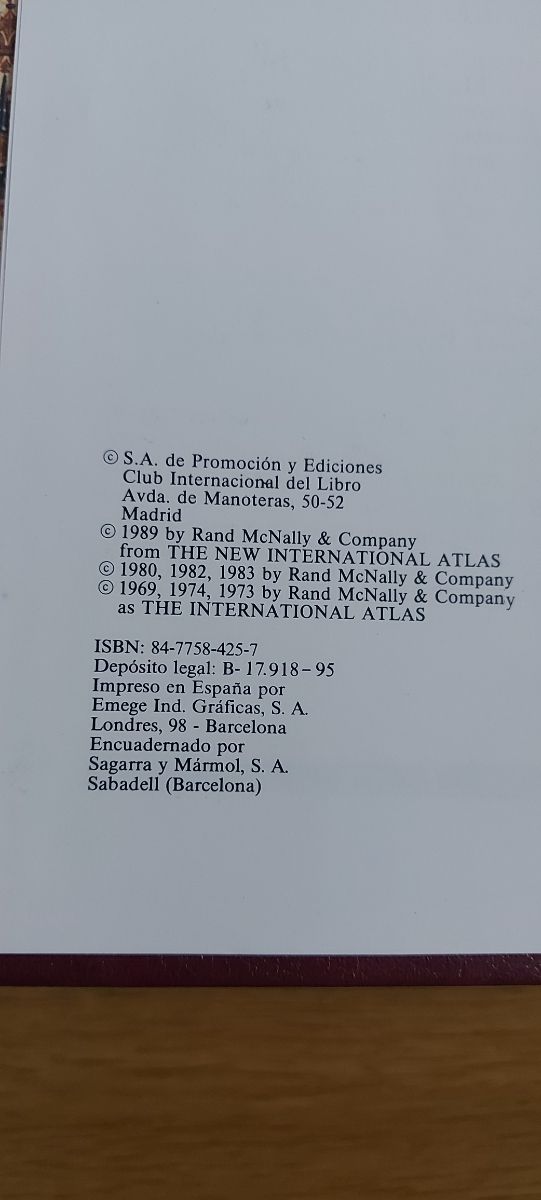 © S.A. de Promoción y Ediciones
Club Internacional del Libro
Avda. de Manoteras, 50-52
Madrid
© 1989 by Rand McNally & Company
from THE NEW INTERNATIONAL ATLAS
© 1980, 1982, 1983 by Rand McNally & Company
© 1969, 1974, 1973 by Rand McNally & Company
as THE INTERNATIONAL ATLAS
ISBN: 84-7758-425-7
Depósito legal: B- 17.918-95
Impreso en España por
Emege Ind. Gráficas, S. A.
Londres, 98 - Barcelona
Encuadernado por
Sagarra y Mármol, S. A.
Sabadell (Barcelona)